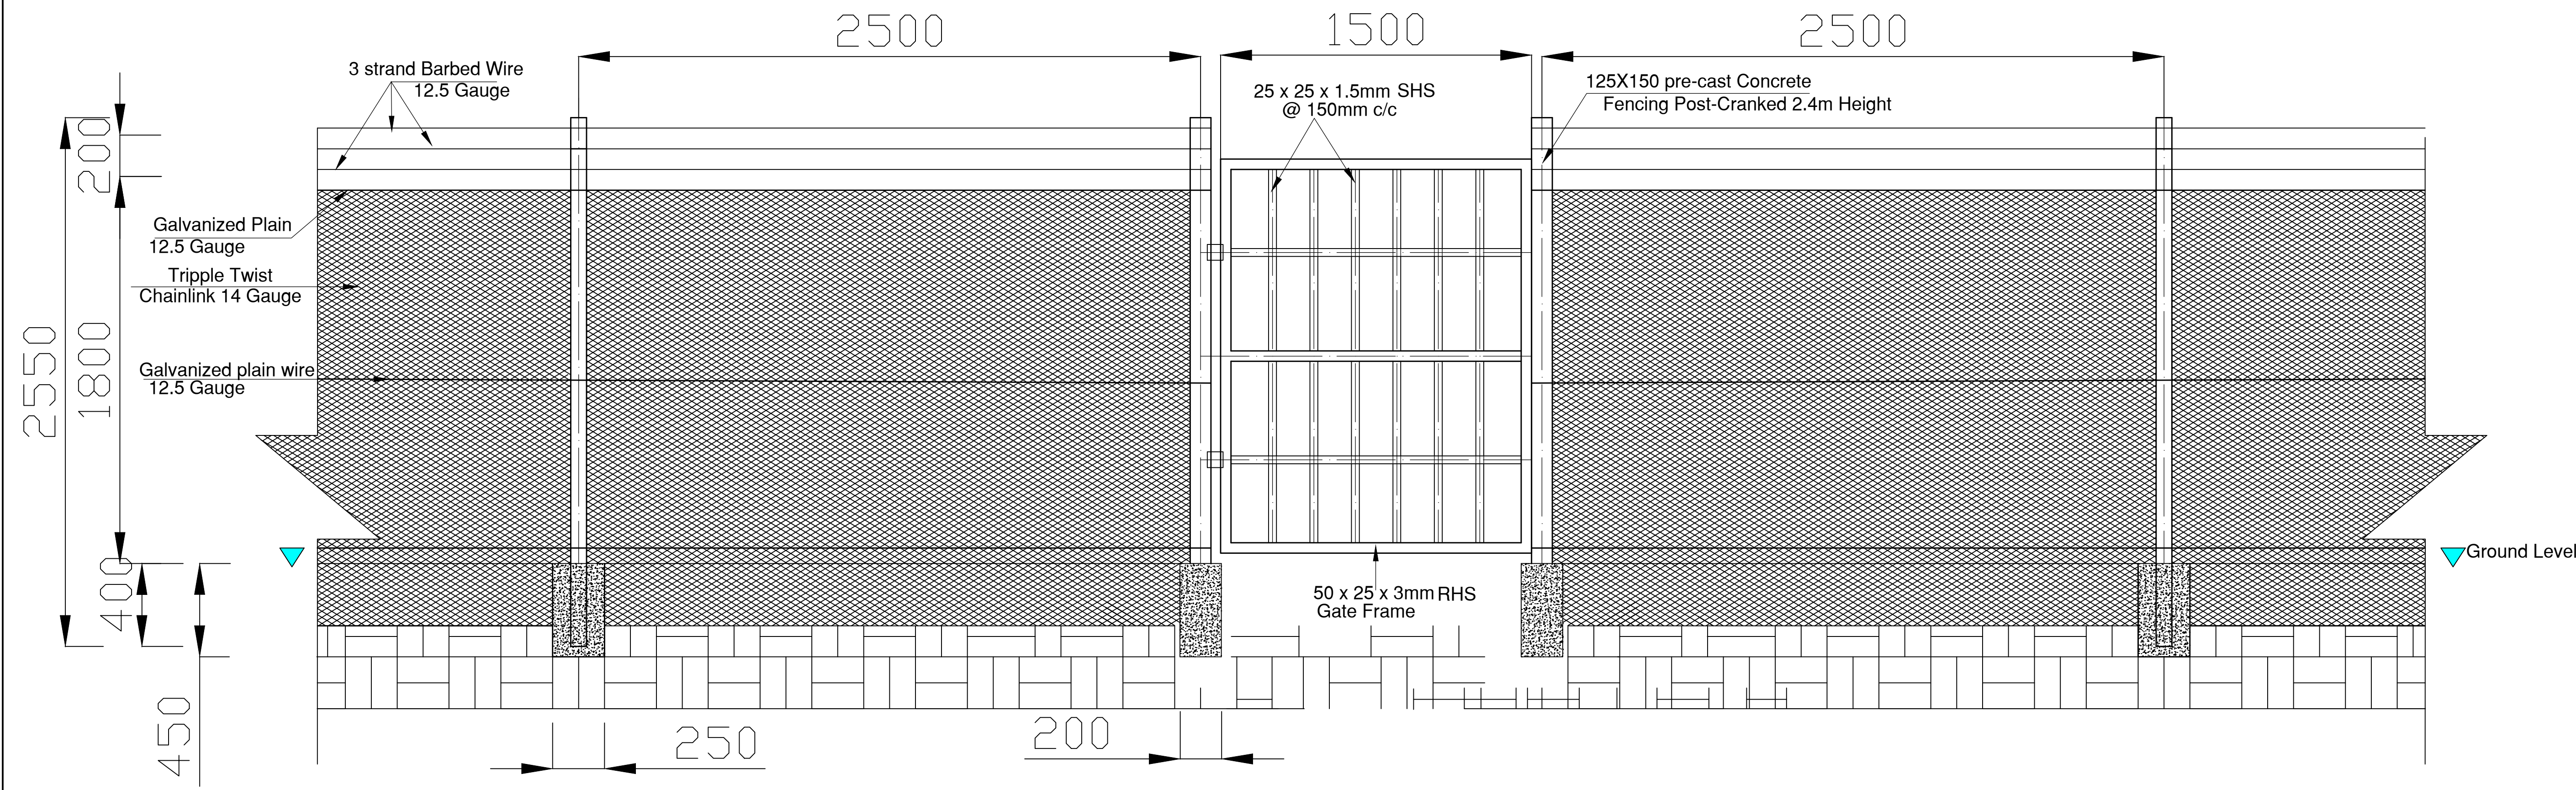 2500
1500
2500
3 strand Barbed Wire
12.5 Gauge
25 x 25 x 1.5mm SHS
@ 150mm c/c
125X150 pre-cast Concrete
Fencing Post-Cranked 2.4m Height
200
Galvanized Plain
12.5 Gauge
Tripple Twist
Chainlink 14 Gauge
2550
1800
Galvanized plain wire
12.5 Gauge
Ground Level
400
50 x 25 x 3mm RHS
Gate Frame
450
250
200